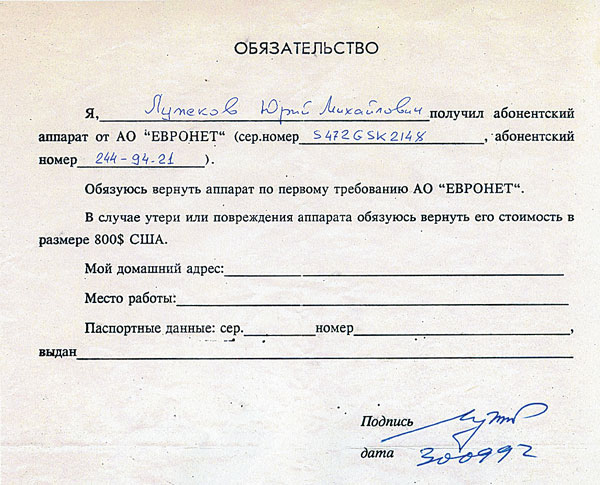 ОБЯЗАТЕЛЬСТВО
Я, Лужков Юрий Михайлович получил абонентский
аппарат от АО "ЕВРОНЕТ" (сер.номер S472GSK2148, абонентский
номер 244-94-21).
Обязуюсь вернуть аппарат по первому требованию АО "ЕВРОНЕТ".
В случае утери или повреждения аппарата обязуюсь вернуть его стоимость в
размере 800$ США.
Мой домашний адрес:
Место работы:
Паспортные данные: сер. номер ,
выдан
Подпись
дата 300992